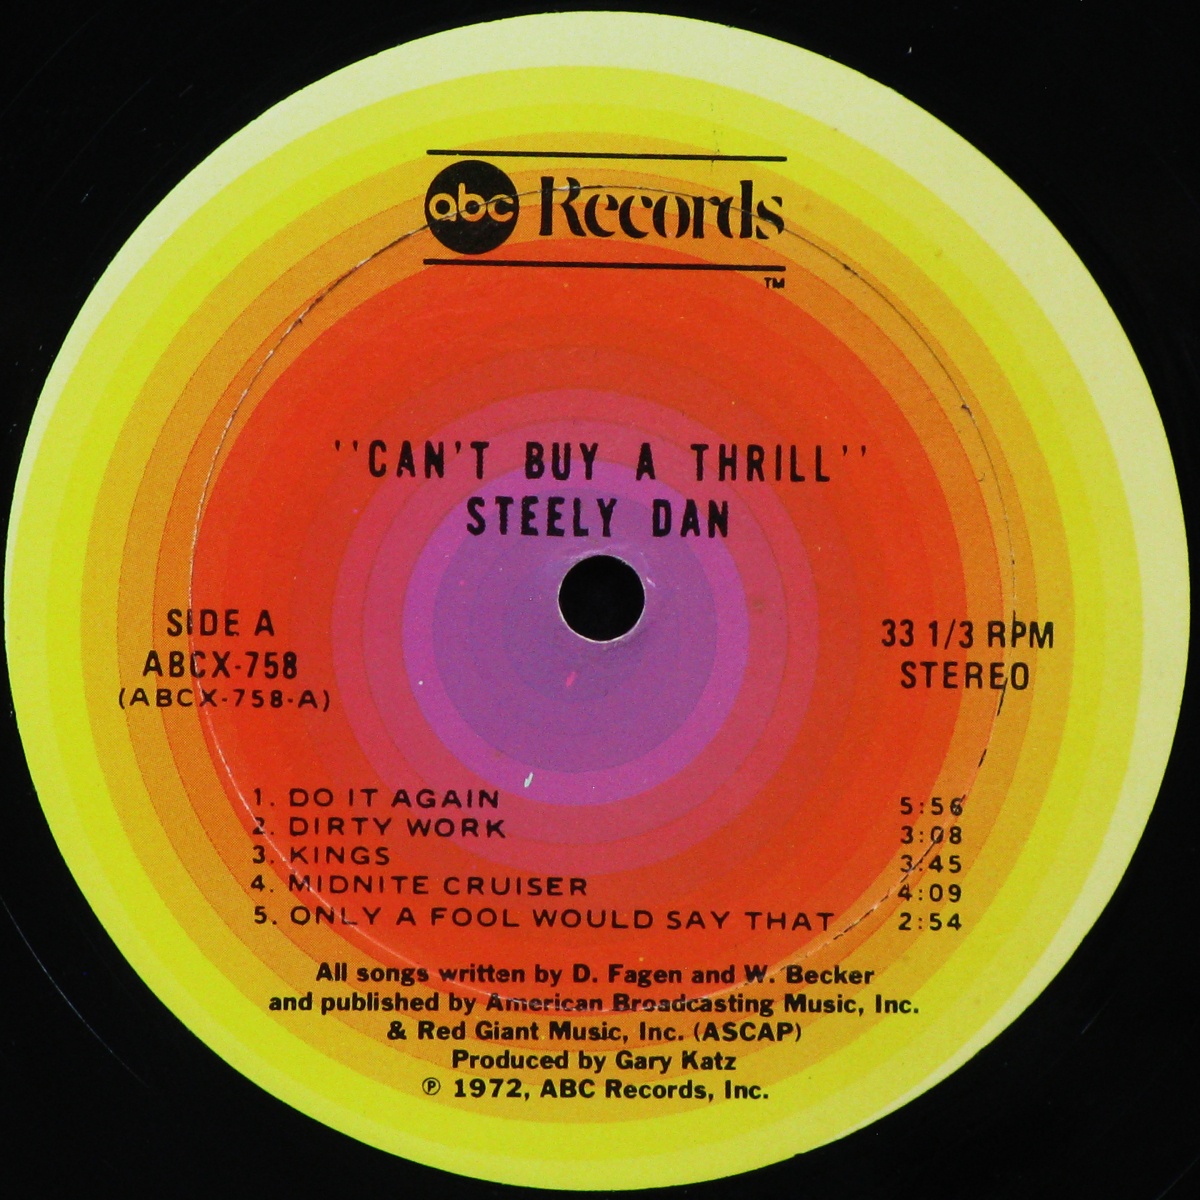 abc Records
TM
"CAN'T BUY A THRILL"
STEELY DAN
SIDE A
ABCX-758
(ABCX-758-A)
33 1/3 RPM
STEREO
1. DO IT AGAIN 5:56
2. DIRTY WORK 3:08
3. KINGS 3:45
4. MIDNITE CRUISER 4:09
5. ONLY A FOOL WOULD SAY THAT 2:54
All songs written by D. Fagen and W. Becker
and published by American Broadcasting Music, Inc.
& Red Giant Music, Inc. (ASCAP)
Produced by Gary Katz
℗ 1972, ABC Records, Inc.